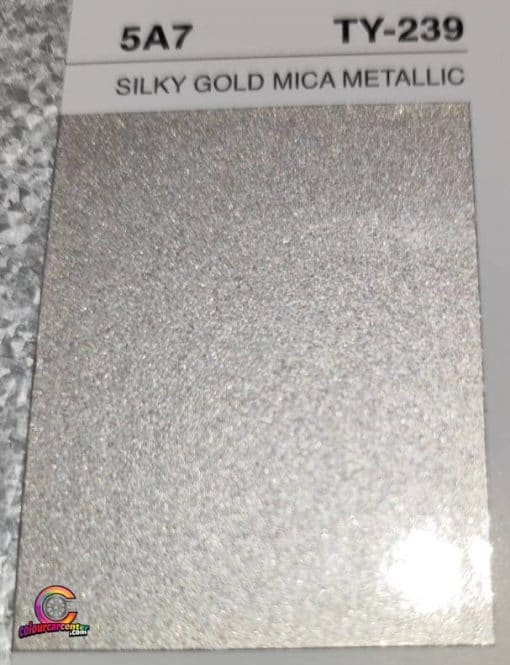 5A7 TY-239
SILKY GOLD MICA METALLIC
colourcarcenter
.com